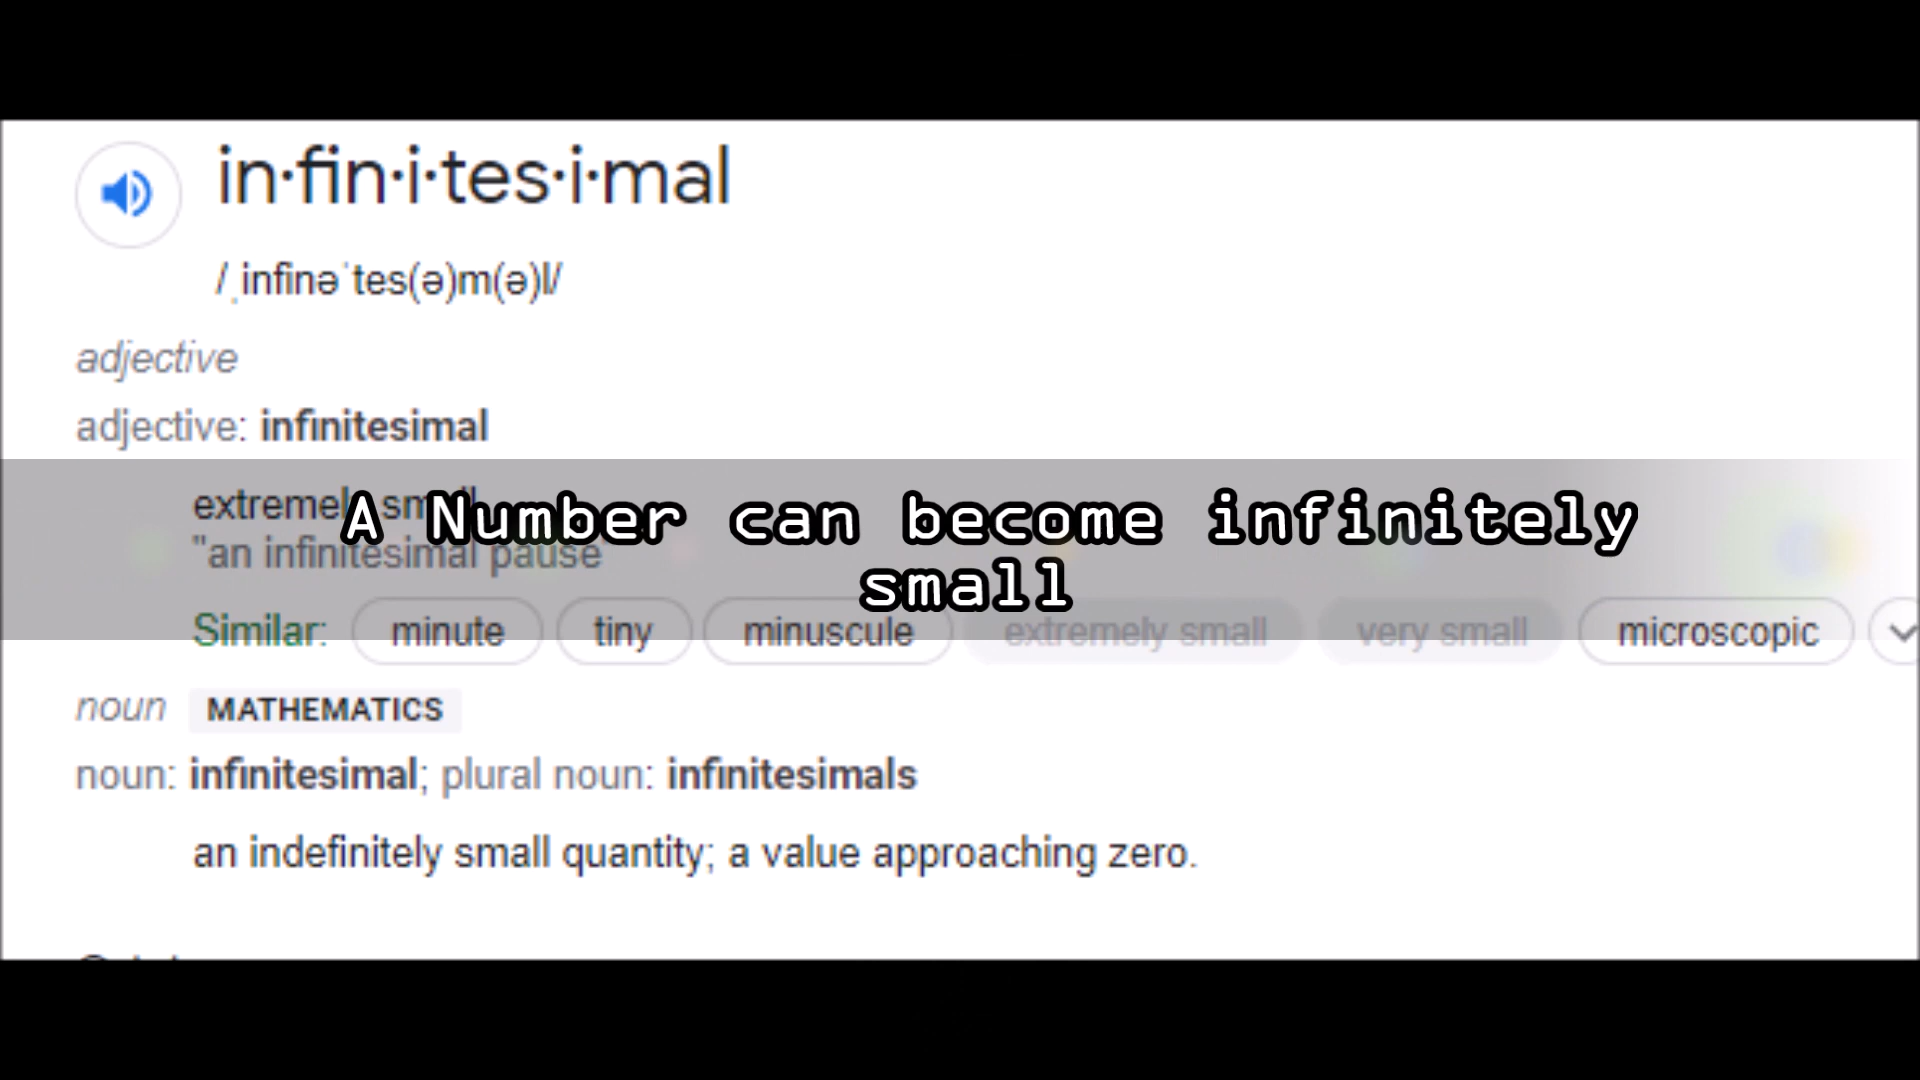 in·fin·i·tes·i·mal
/ˌinfinəˈtes(ə)m(ə)l/
adjective
adjective: infinitesimal
A Number can become infinitely
small
"an infinitesimal pause
Similar: minute tiny minuscule extremely small very small microscopic
noun MATHEMATICS
noun: infinitesimal; plural noun: infinitesimals
an indefinitely small quantity; a value approaching zero.